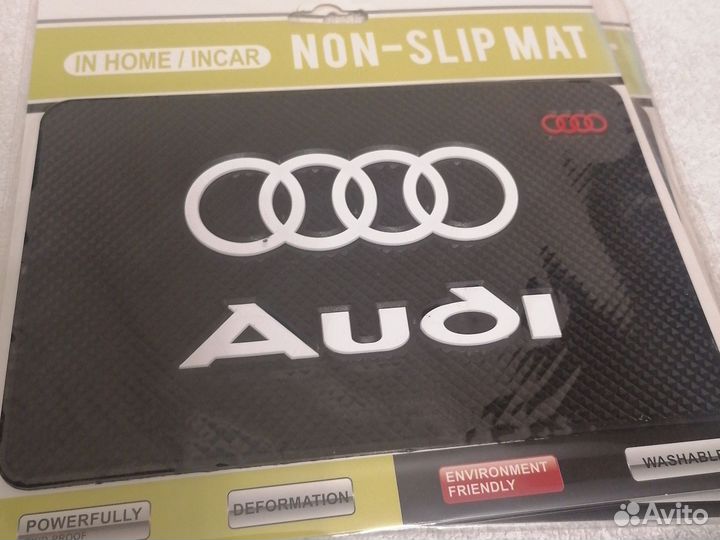 IN HOME / INCAR
NON-SLIP MAT
AUDI
POWERFULLY
DEFORMATION
ENVIRONMENT
FRIENDLY
WASHABLE
Avito